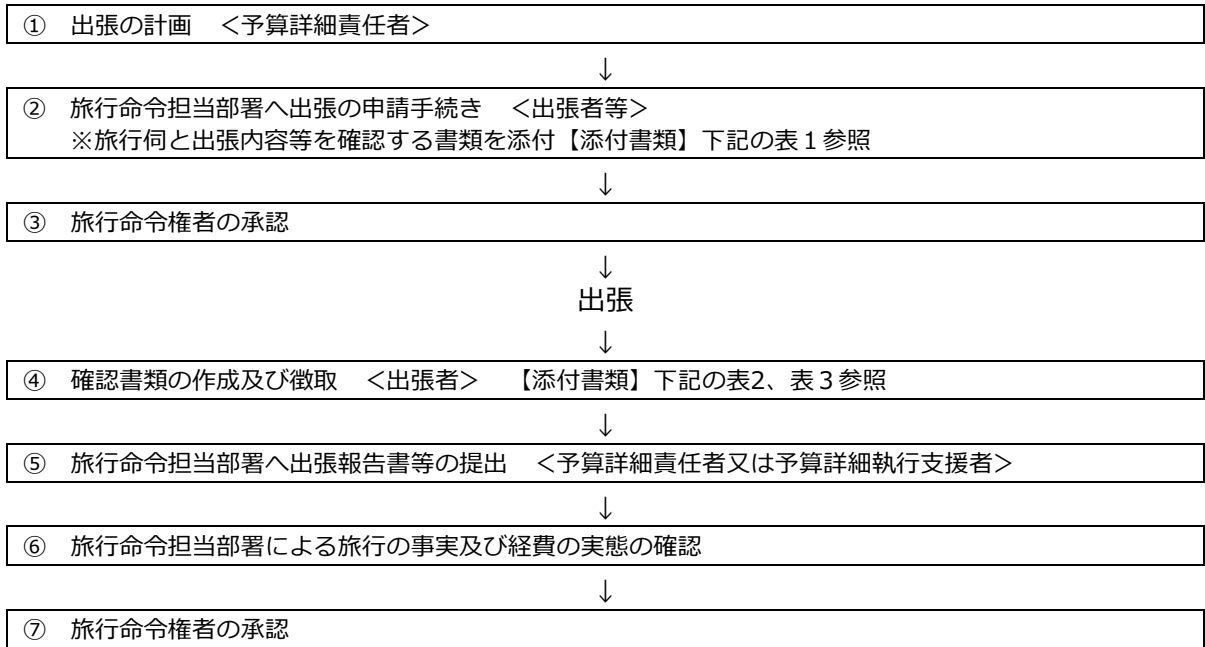 ① 出張の計画 ＜予算詳細責任者＞
↓
② 旅行命令担当部署へ出張の申請手続き ＜出張者等＞
※旅行伺と出張内容等を確認する書類を添付【添付書類】下記の表１参照
↓
③ 旅行命令権者の承認
↓
出張
↓
④ 確認書類の作成及び徴取 ＜出張者＞ 【添付書類】下記の表2、表３参照
↓
⑤ 旅行命令担当部署へ出張報告書等の提出 ＜予算詳細責任者又は予算詳細執行支援者＞
↓
⑥ 旅行命令担当部署による旅行の事実及び経費の実態の確認
↓
⑦ 旅行命令権者の承認